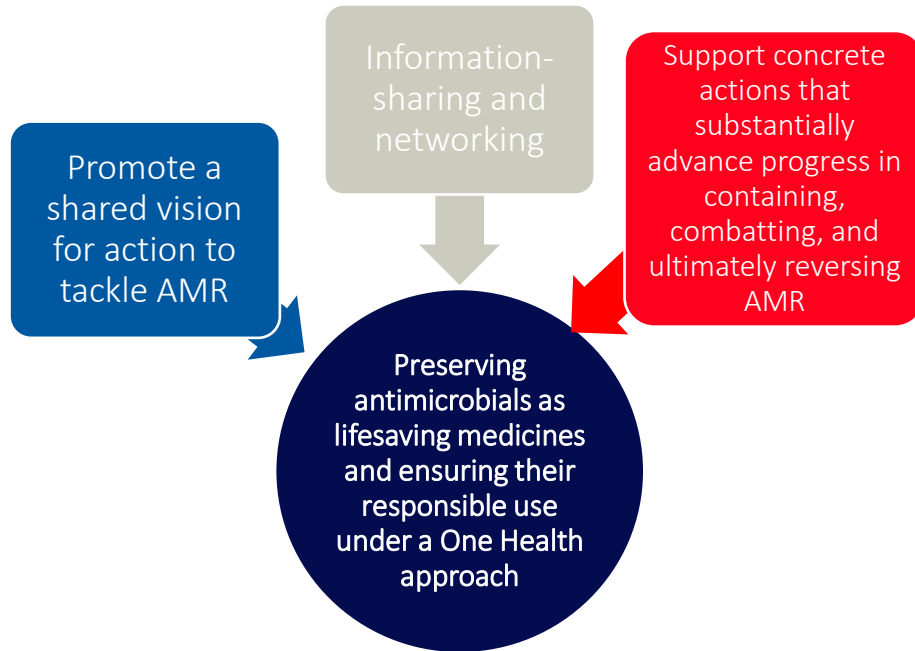 Promote a
shared vision
for action to
tackle AMR
Information-
sharing and
networking
Support concrete
actions that
substantially
advance progress in
containing,
combatting, and
ultimately reversing
AMR
Preserving
antimicrobials as
lifesaving medicines
and ensuring their
responsible use
under a One Health
approach